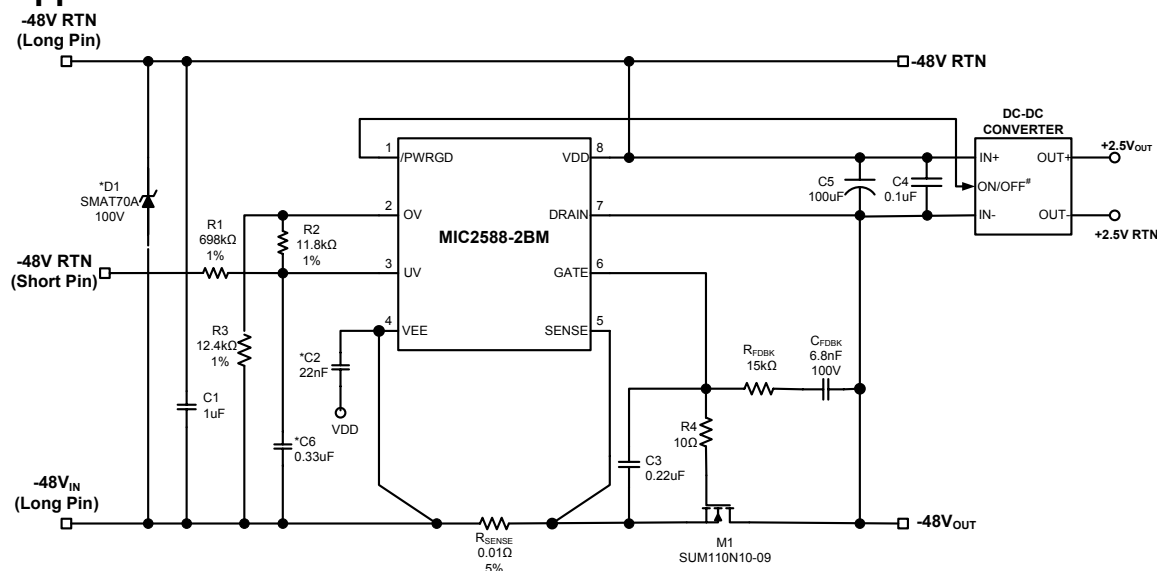 -48V RTN
(Long Pin)
-48V RTN
DC-DC
CONVERTER
1
/PWRGD
VDD
8
IN+
OUT+
+2.5VOUT
*D1
SMAT70A
100V
C5
100uF
C4
0.1uF
ON/OFF#
2
OV
DRAIN
7
IN-
OUT-
+2.5V RTN
R1
698kΩ
1%
R2
11.8kΩ
1%
MIC2588-2BM
-48V RTN
(Short Pin)
3
UV
GATE
6
4
VEE
SENSE
5
R3
12.4kΩ
1%
*C2
22nF
RFDBK
15kΩ
CFDBK
6.8nF
100V
C1
1uF
VDD
R4
10Ω
*C6
0.33uF
C3
0.22uF
-48VIN
(Long Pin)
-48VOUT
RSENSE
0.01Ω
5%
M1
SUM110N10-09